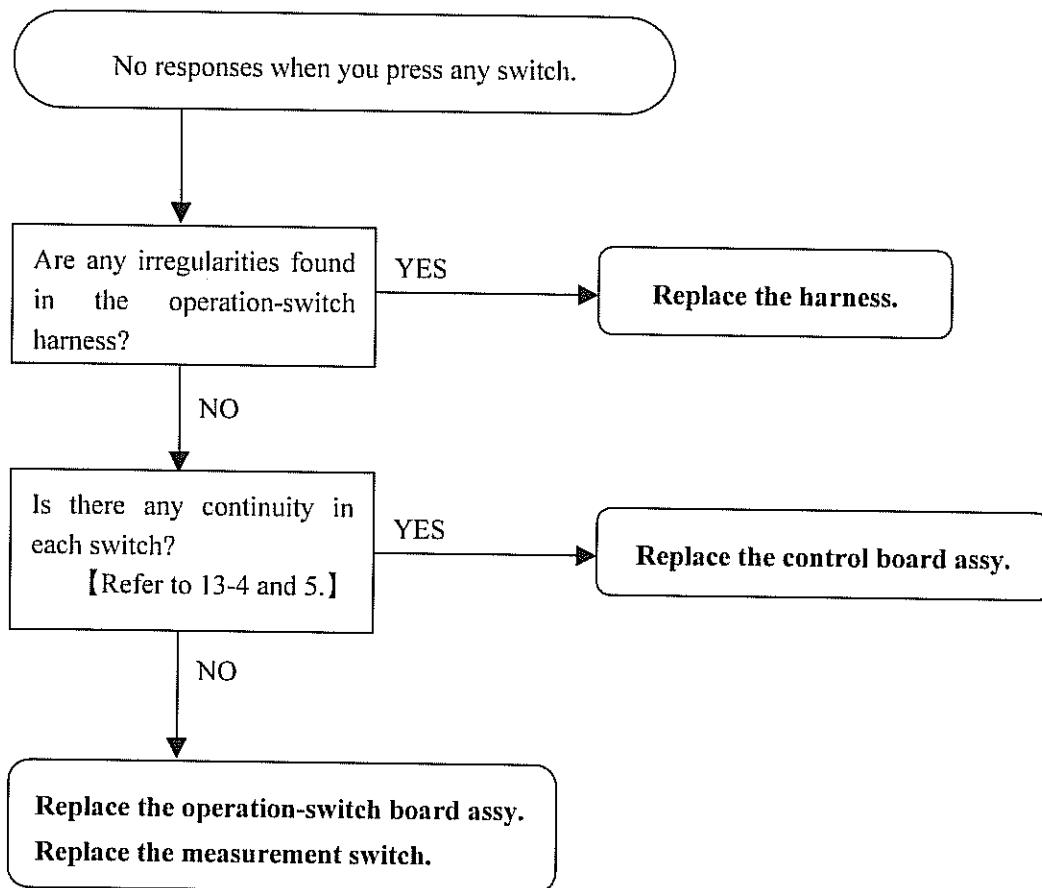 No responses when you press any switch.
Are any irregularities found
in the operation-switch
harness?
YES
Replace the harness.
NO
Is there any continuity in
each switch?
【Refer to 13-4 and 5.】
YES
Replace the control board assy.
NO
Replace the operation-switch board assy.
Replace the measurement switch.